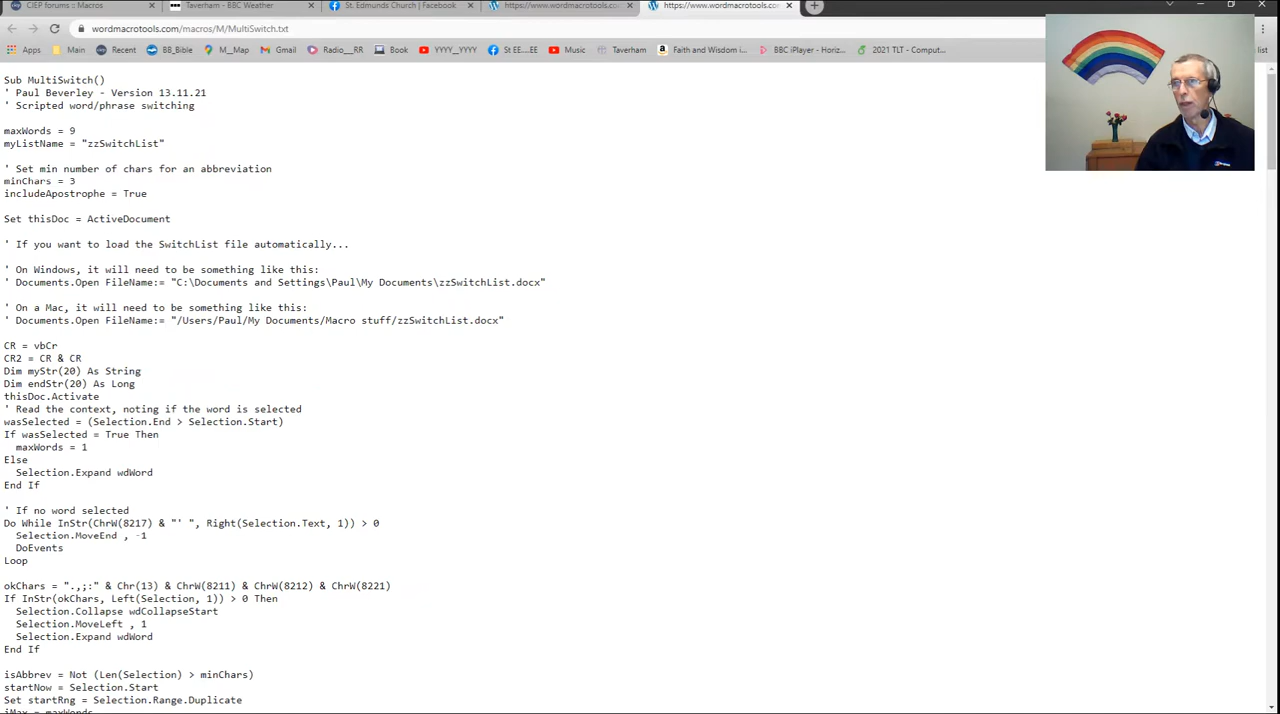 CIEP forums :: Macros
Taverham - BBC Weather
St. Edmunds Church | Facebook
https://www.wordmacrotools.com/
https://www.wordmacrotools.com/
wordmacrotools.com/macros/M/MultiSwitch.txt
Apps Main Recent BB_Bible M_Map Gmail Radio__RR Book YYYY__YYYY St EE....EE Music Taverham Faith and Wisdom i... BBC iPlayer - Horiz... 2021 TLT - Comput... list
Sub MultiSwitch()
' Paul Beverley - Version 13.11.21
' Scripted word/phrase switching
maxWords = 9
myListName = "zzSwitchList"
' Set min number of chars for an abbreviation
minChars = 3
includeApostrophe = True
Set thisDoc = ActiveDocument
' If you want to load the SwitchList file automatically...
' On Windows, it will need to be something like this:
' Documents.Open FileName:= "C:\Documents and Settings\Paul\My Documents\zzSwitchList.docx"
' On a Mac, it will need to be something like this:
' Documents.Open FileName:= "/Users/Paul/My Documents/Macro stuff/zzSwitchList.docx"
CR = vbCr
CR2 = CR & CR
Dim myStr(20) As String
Dim endStr(20) As Long
thisDoc.Activate
' Read the context, noting if the word is selected
wasSelected = (Selection.End > Selection.Start)
If wasSelected = True Then
maxWords = 1
Else
Selection.Expand wdWord
End If
' If no word selected
Do While InStr(ChrW(8217) & "' ", Right(Selection.Text, 1)) > 0
Selection.MoveEnd , -1
DoEvents
Loop
okChars = ".,;:" & Chr(13) & ChrW(8211) & ChrW(8212) & ChrW(8221)
If InStr(okChars, Left(Selection, 1)) > 0 Then
Selection.Collapse wdCollapseStart
Selection.MoveLeft , 1
Selection.Expand wdWord
End If
isAbbrev = Not (Len(Selection) > minChars)
startNow = Selection.Start
Set startRng = Selection.Range.Duplicate
iMax = maxWords